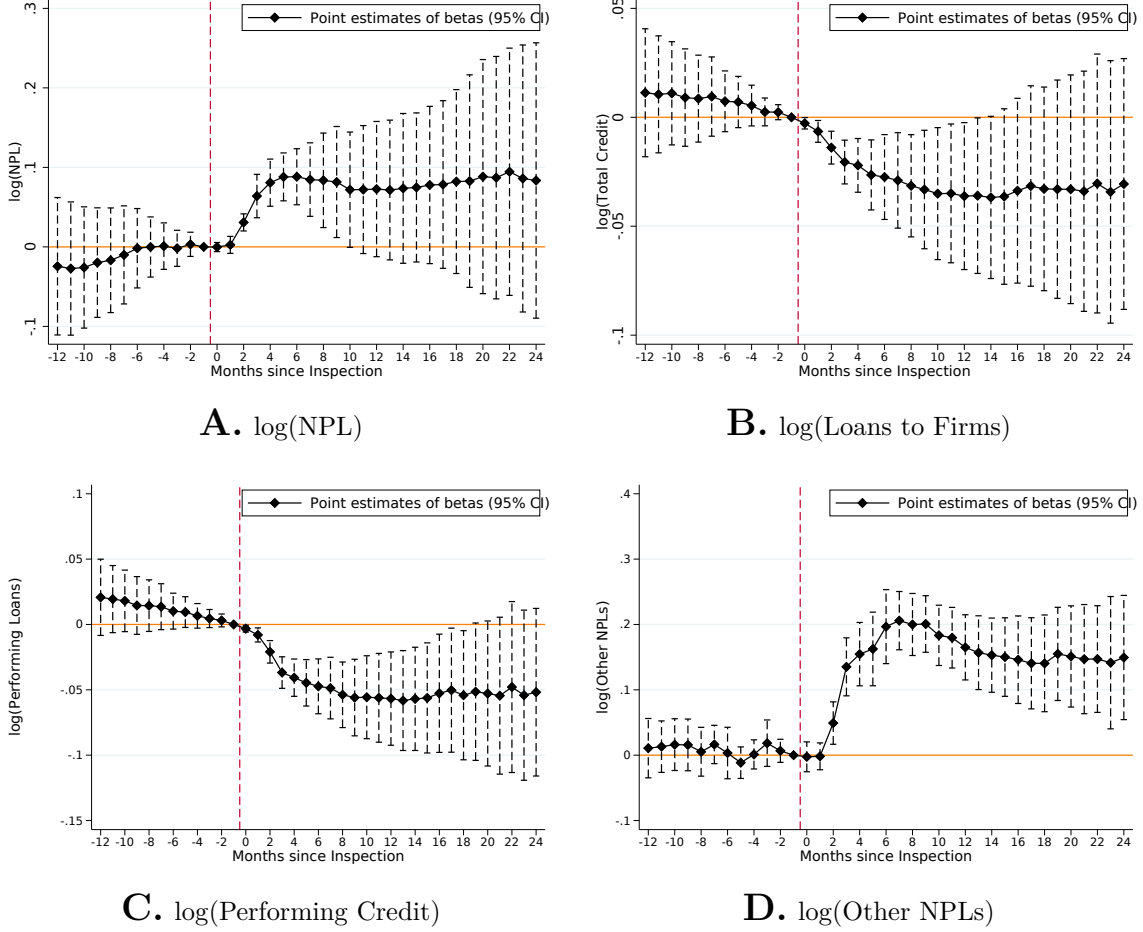 .3
.2
.1
0
-.1
log(NPL)
Point estimates of betas (95% CI)
-12 -10 -8 -6 -4 -2 0 2 4 6 8 10 12 14 16 18 20 22 24
Months since Inspection
A. log(NPL)
.05
0
-.05
-.1
log(Total Credit)
Point estimates of betas (95% CI)
-12 -10 -8 -6 -4 -2 0 2 4 6 8 10 12 14 16 18 20 22 24
Months since Inspection
B. log(Loans to Firms)
.1
.05
0
-.05
-.1
-.15
log(Performing Loans)
Point estimates of betas (95% CI)
-12 -10 -8 -6 -4 -2 0 2 4 6 8 10 12 14 16 18 20 22 24
Months since Inspection
C. log(Performing Credit)
.4
.3
.2
.1
0
-.1
log(Other NPLs)
Point estimates of betas (95% CI)
-12 -10 -8 -6 -4 -2 0 2 4 6 8 10 12 14 16 18 20 22 24
Months since Inspection
D. log(Other NPLs)